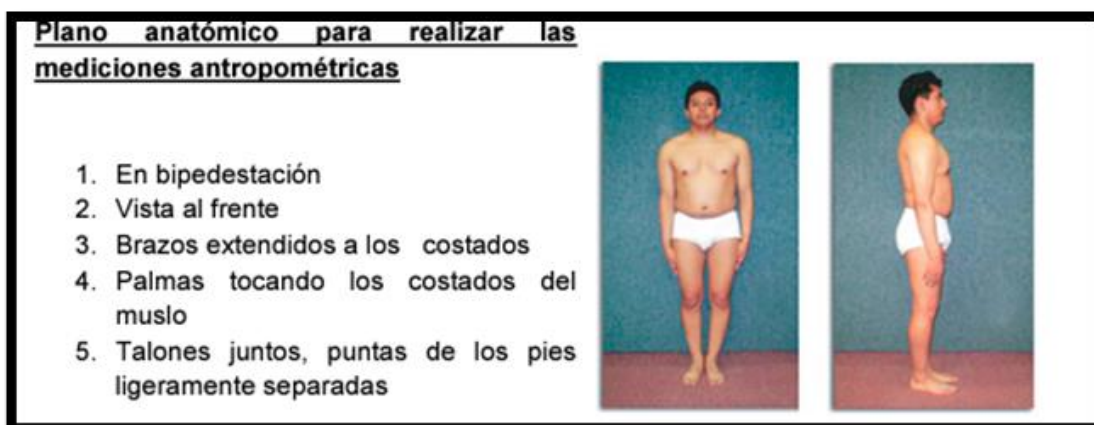 Plano anatómico para realizar las
mediciones antropométricas
1. En bipedestación
2. Vista al frente
3. Brazos extendidos a los costados
4. Palmas tocando los costados del
muslo
5. Talones juntos, puntas de los pies
ligeramente separadas